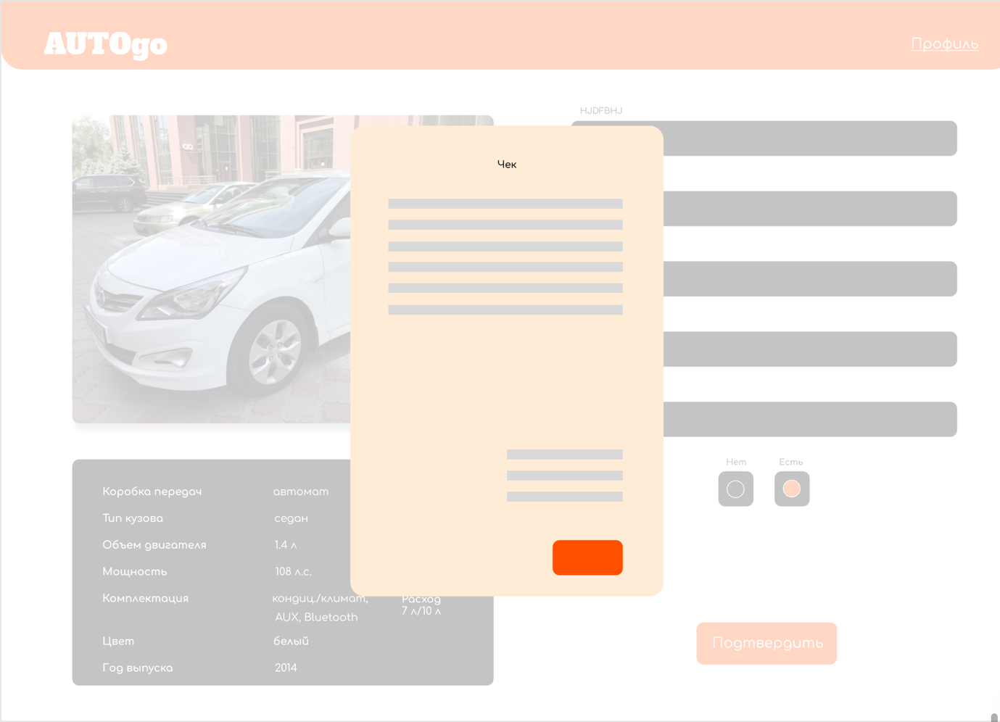 AUTOgo
Профиль
HJDFBHJ
Чек
Нет
Есть
Коробка передач автомат
Тип кузова седан
Объем двигателя 1.4 л
Мощность 108 л.с.
Комплектация кондиц./климат, Расход
AUX, Bluetooth 7 л/10 л
Цвет белый
Год выпуска 2014
Подтвердить